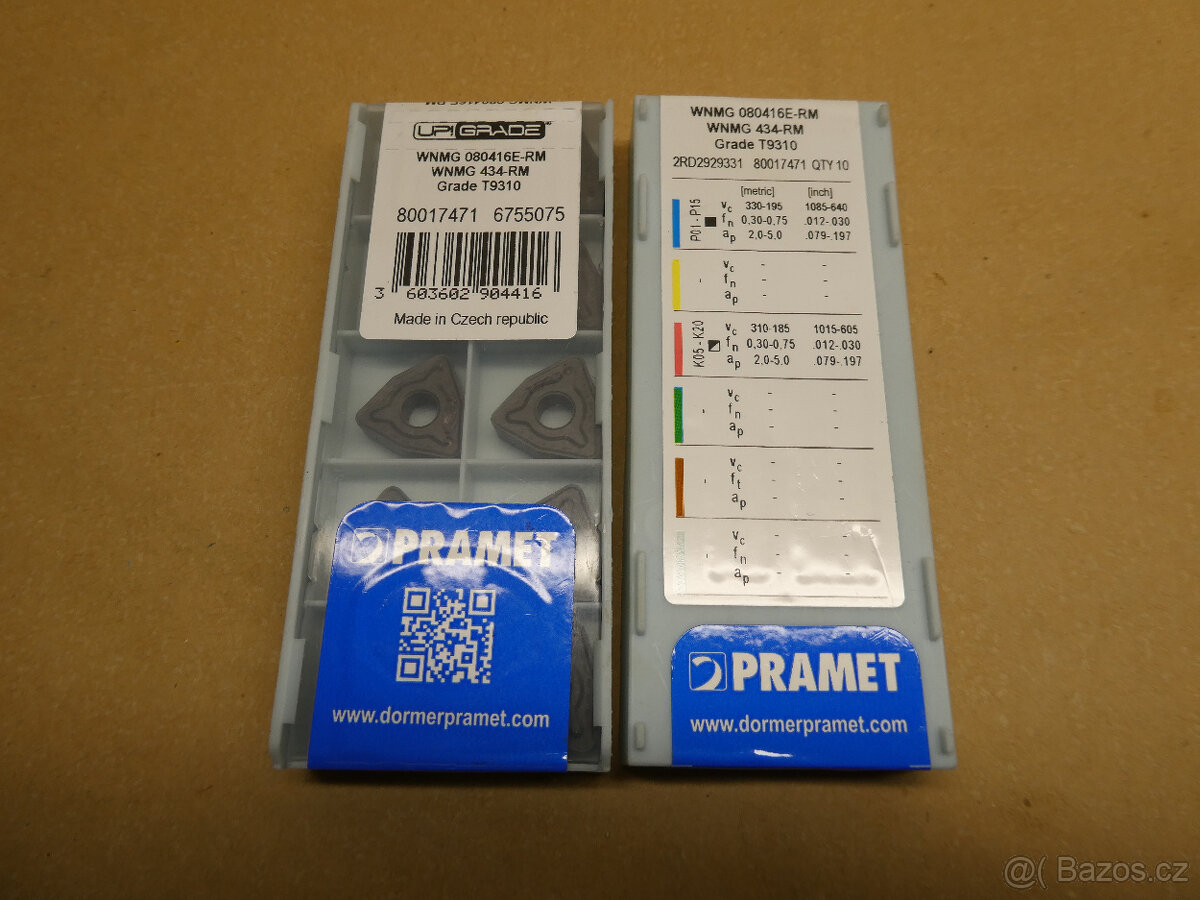 UP!GRADE
WNMG 080416E-RM
WNMG 434-RM
Grade T9310
80017471 6755075
3 603602 904416
Made in Czech republic
PRAMET
www.dormerpramet.com
WNMG 080416E-RM
WNMG 434-RM
Grade T9310
2RD2929331 80017471 QTY 10
[metric] [inch]
P01 - P15
vc 330-195 1085-640
fn 0,30-0.75 .012-.030
ap 2,0-5.0 .079-.197
vc - -
fn - -
ap - -
K05 - K20
vc 310-185 1015-605
fn 0,30-0.75 .012-.030
ap 2.0-5.0 .079-.197
vc - -
fn - -
ap - -
vc - -
ft - -
ap - -
vc - -
fn - -
ap - -
PRAMET
www.dormerpramet.com
@( Bazos.cz